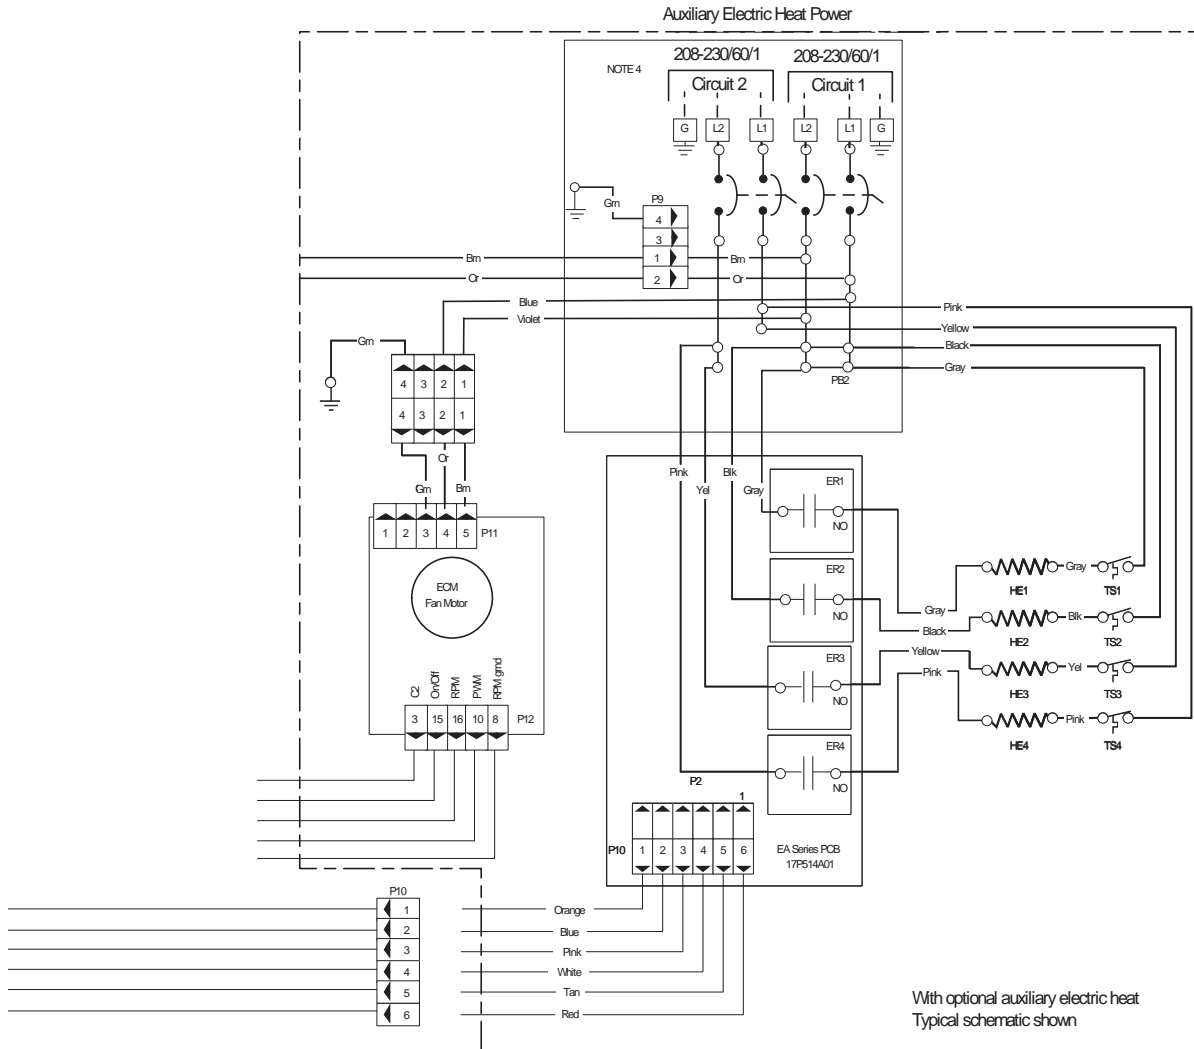 Auxiliary Electric Heat Power
208-230/60/1 208-230/60/1
NOTE 4
Circuit 2 Circuit 1
G L2 L1 L2 L1 G
P9
Grn
4
3
1
2
Brn Brn
Or Or
Blue
Violet
Pink
Yellow
Black
Gray
PB2
Grn
4 3 2 1
4 3 2 1
Or
Grn Brn
1 2 3 4 5 P11
ECM
Fan Motor
C2 On/Off RPM PWM RPM grnd
3 15 16 10 8 P12
Pink Blk
Yel Gray
ER1
NO
ER2
NO
ER3
NO
ER4
NO
Gray
Black
Yellow
Pink
Gray
HE1 TS1
Blk
HE2 TS2
Yel
HE3 TS3
Pink
HE4 TS4
P2
1
P10 1 2 3 4 5 6
EA Series PCB
17P514A01
P10
1 Orange
2 Blue
3 Pink
4 White
5 Tan
6 Red
With optional auxiliary electric heat
Typical schematic shown